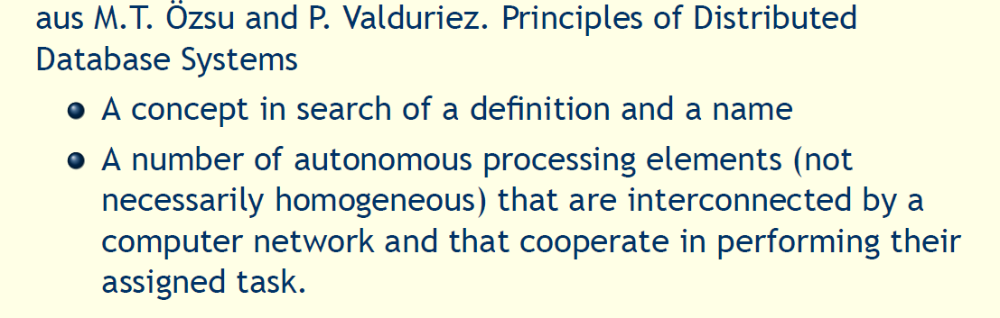 aus M.T. Özsu and P. Valduriez. Principles of Distributed
Database Systems
A concept in search of a definition and a name
A number of autonomous processing elements (not
necessarily homogeneous) that are interconnected by a
computer network and that cooperate in performing their
assigned task.